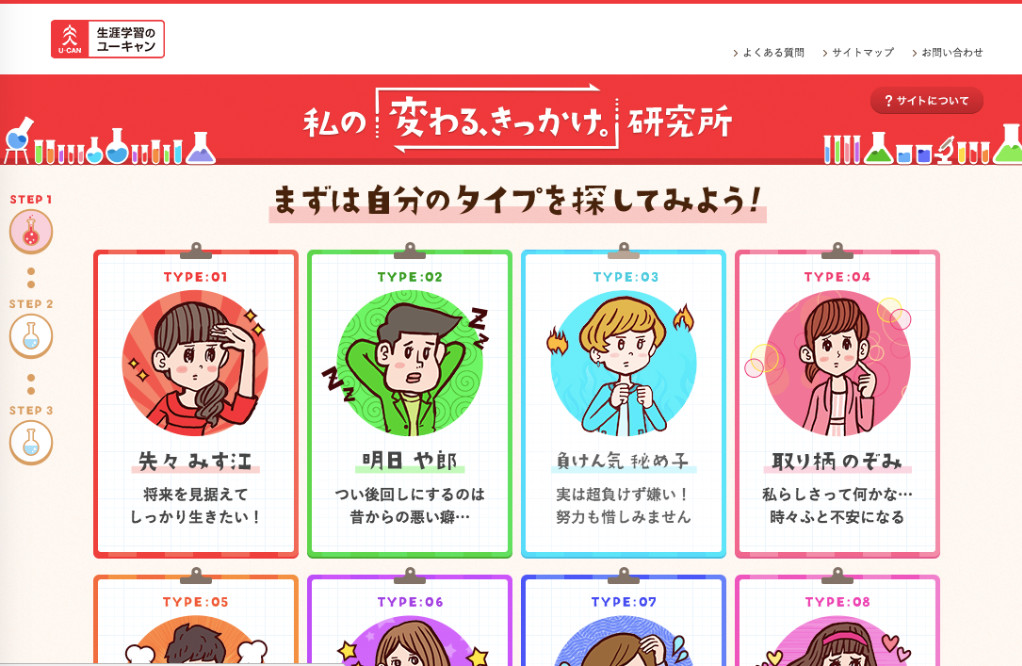 U-CAN
生涯学習の
ユーキャン
よくある質問
サイトマップ
お問い合わせ
私の変わる、きっかけ。研究所
?サイトについて
まずは自分のタイプを探してみよう!
STEP 1
STEP 2
STEP 3
TYPE:01
先々 みす江
将来を見据えて
しっかり生きたい！
TYPE:02
ZZ
ZZ
明日 や郎
つい後回しにするのは
昔からの悪い癖…
TYPE:03
負けん気 秘め子
実は超負けず嫌い！
努力も惜しみません
TYPE:04
取り柄 のぞみ
私らしさって何かな…
時々ふと不安になる
TYPE:05
TYPE:06
TYPE:07
TYPE:08